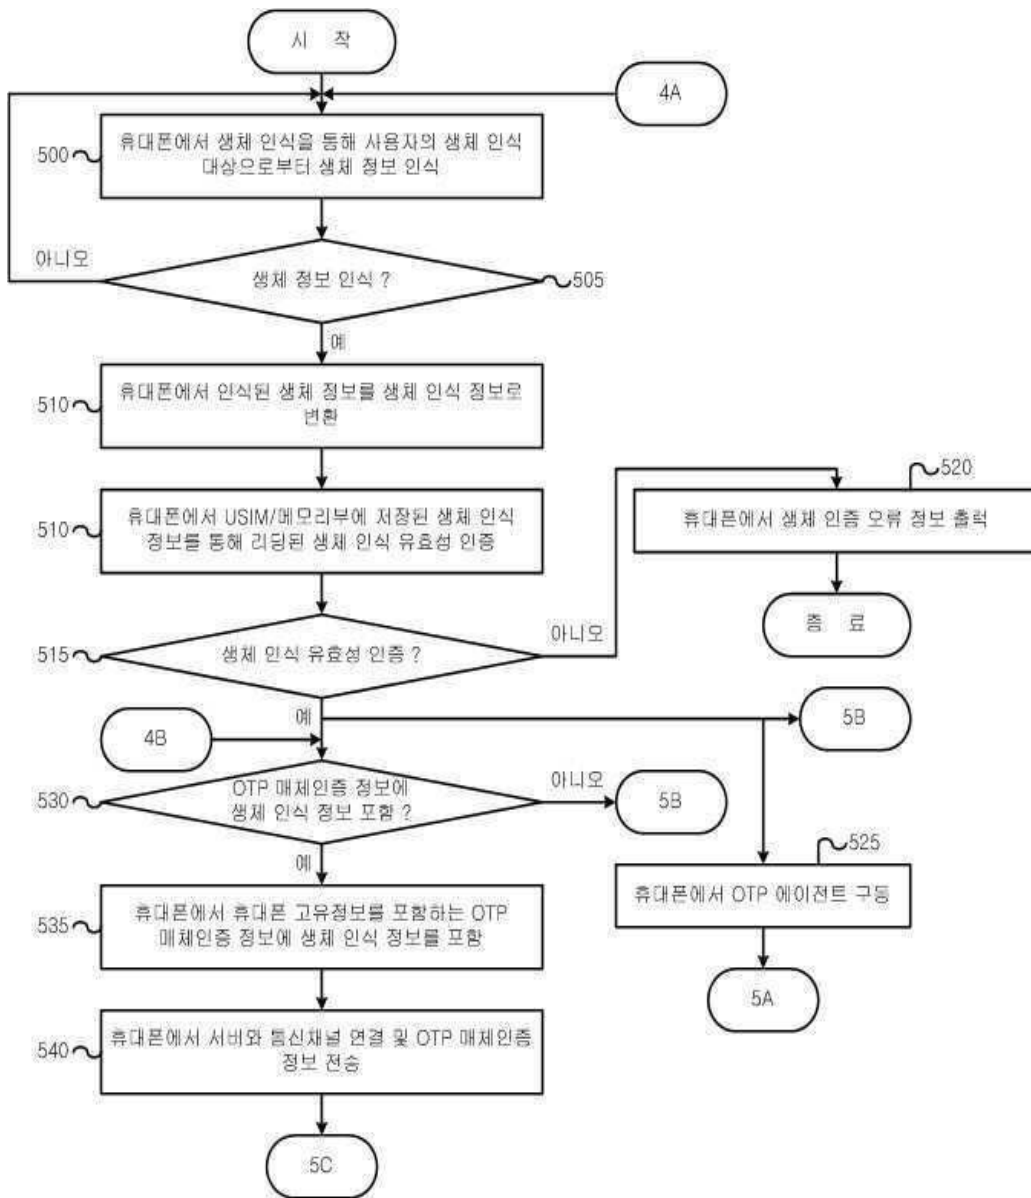 시 작
4A
500
휴대폰에서 생체 인식을 통해 사용자의 생체 인식
대상으로부터 생체 정보 인식
아니오
생체 정보 인식 ?
505
예
510
휴대폰에서 인식된 생체 정보를 생체 인식 정보로
변환
520
휴대폰에서 생체 인증 오류 정보 출력
510
휴대폰에서 USIM/메모리부에 저장된 생체 인식
정보를 통해 리딩된 생체 인식 유효성 인증
종 료
아니오
515
생체 인식 유효성 인증 ?
예
5B
4B
530
OTP 매체인증 정보에
생체 인식 정보 포함 ?
아니오
5B
예
525
휴대폰에서 OTP 에이전트 구동
535
휴대폰에서 휴대폰 고유정보를 포함하는 OTP
매체인증 정보에 생체 인식 정보를 포함
5A
540
휴대폰에서 서버와 통신채널 연결 및 OTP 매체인증
정보 전송
5C